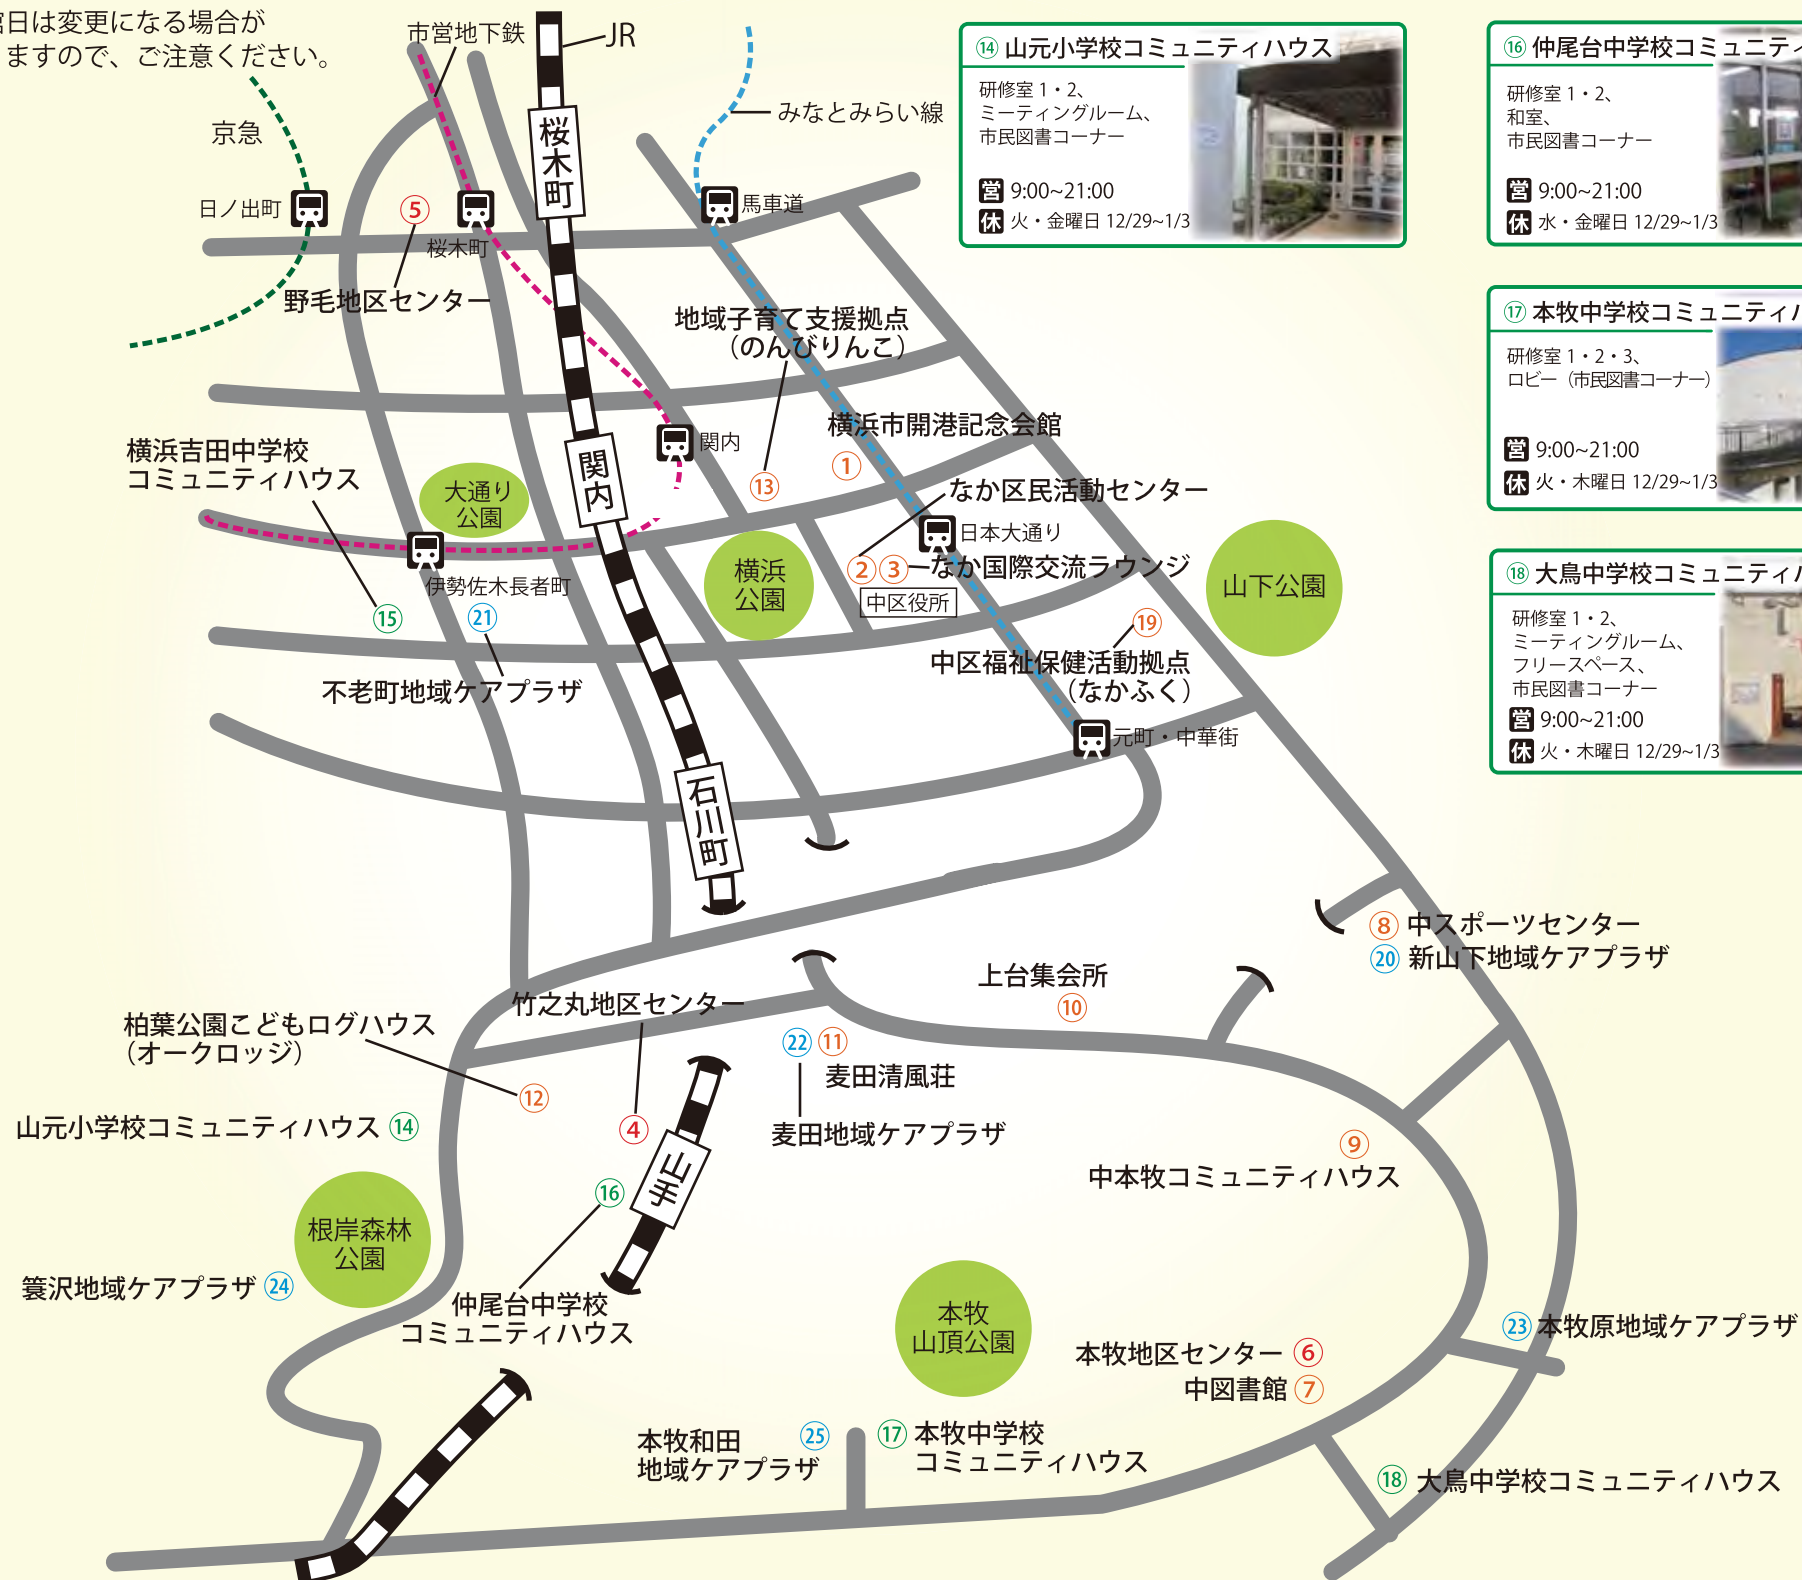 営日は変更になる場合が
ますので、ご注意ください。
市営地下鉄
JR
京急
みなとみらい線
桜木町
日ノ出町
⑤
桜木町
馬車道
野毛地区センター
地域子育て支援拠点
（のんびりんこ）
横浜市開港記念会館
①
関内
関内
⑬
横浜吉田中学校
コミュニティハウス
大通り
公園
なか区民活動センター
日本大通り
② ③ なか国際交流ラウンジ
中区役所
横浜
公園
山下公園
伊勢佐木長者町
⑮
㉑
不老町地域ケアプラザ
⑲
中区福祉保健活動拠点
（なかふく）
元町・中華街
石川町
⑧ 中スポーツセンター
⑳ 新山下地域ケアプラザ
上台集会所
⑩
竹之丸地区センター
柏葉公園こどもログハウス
（オークロッジ）
㉒ ⑪
麦田清風荘
⑫
山元小学校コミュニティハウス ⑭
④
麦田地域ケアプラザ
山手
⑨
中本牧コミュニティハウス
⑯
根岸森林
公園
簑沢地域ケアプラザ ㉔
仲尾台中学校
コミュニティハウス
本牧
山頂公園
㉓ 本牧原地域ケアプラザ
本牧地区センター ⑥
中図書館 ⑦
本牧和田
地域ケアプラザ
㉕
⑰ 本牧中学校
コミュニティハウス
⑱ 大鳥中学校コミュニティハウス
⑭ 山元小学校コミュニティハウス
研修室 1・2、
ミーティングルーム、
市民図書コーナー
営 9:00~21:00
休 火・金曜日 12/29~1/3
⑯ 仲尾台中学校コミュニティ
研修室 1・2、
和室、
市民図書コーナー
営 9:00~21:00
休 水・金曜日 12/29~1/3
⑰ 本牧中学校コミュニティハ
研修室 1・2・3、
ロビー（市民図書コーナー）
営 9:00~21:00
休 火・木曜日 12/29~1/3
⑱ 大鳥中学校コミュニティハ
研修室 1・2、
ミーティングルーム、
フリースペース、
市民図書コーナー
営 9:00~21:00
休 火・木曜日 12/29~1/3